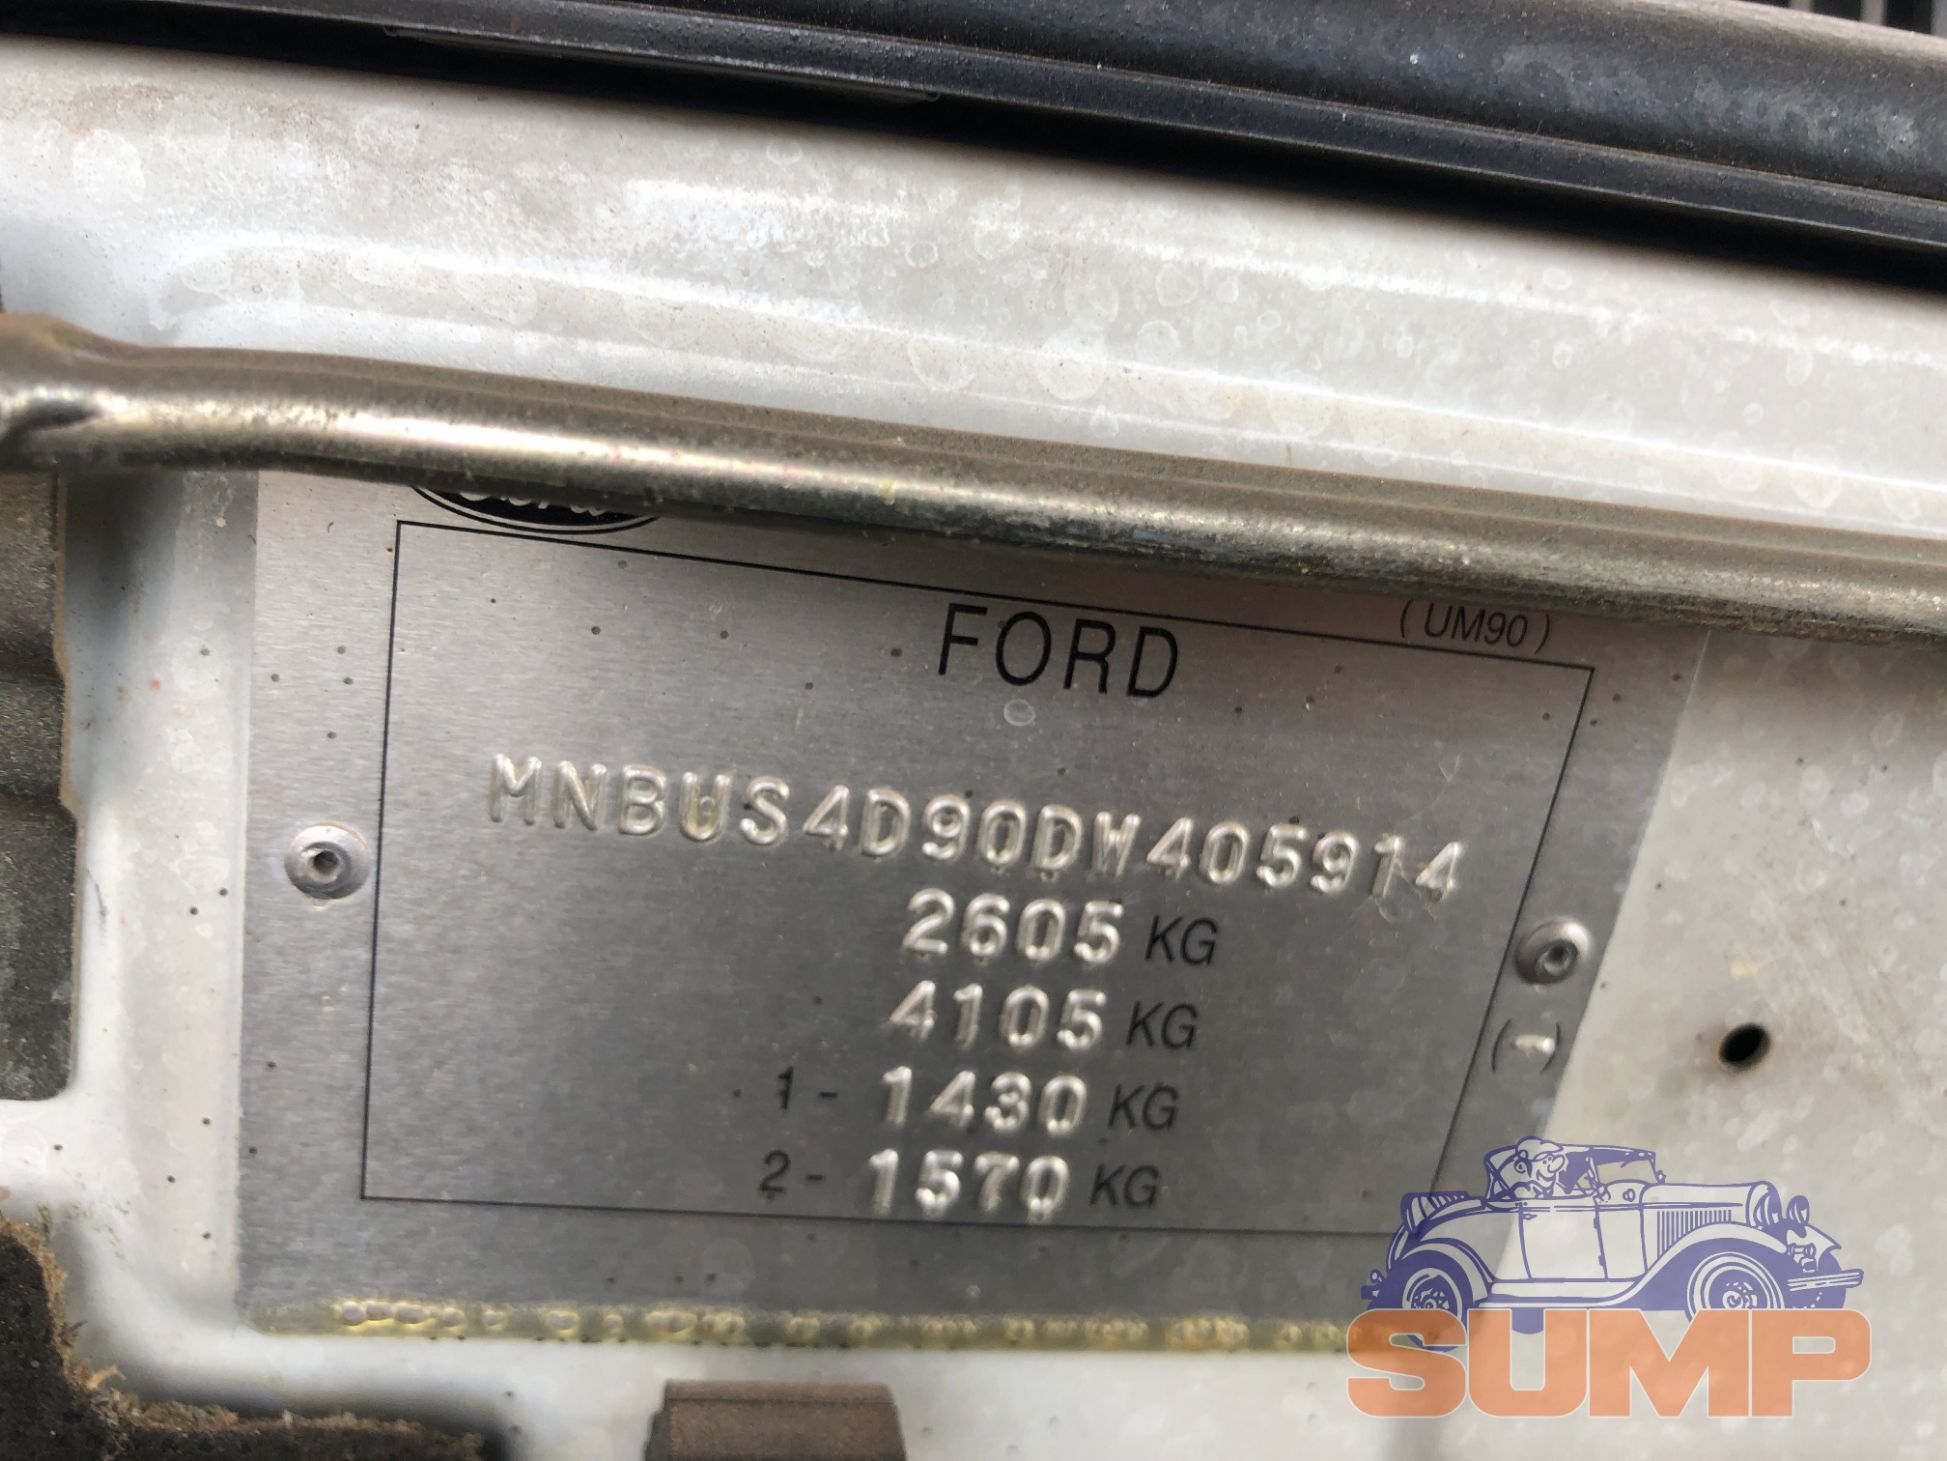 FORD
(UM90)
MNBUS4D90DW405914
2605 KG
4105 KG
(-)
1- 1430 KG
2- 1570 KG
SUMP